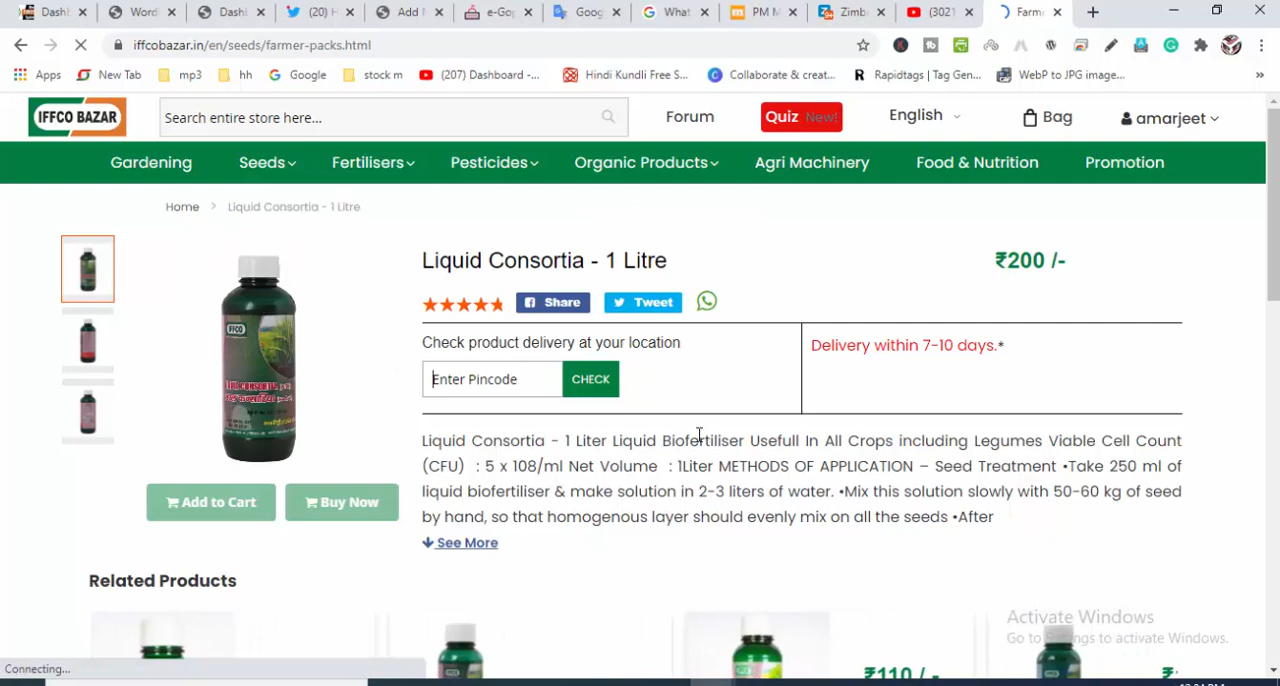 Dashl
Word
Dashl
(20) H
Add N
e-Go
Goog
What
PM M
Zimb
(3021
Farme
iffcobazar.in/en/seeds/farmer-packs.html
Apps
New Tab
mp3
hh
Google
stock m
(207) Dashboard -...
Hindi Kundli Free S...
Collaborate & creat...
Rapidtags | Tag Gen...
WebP to JPG image...
»
IFFCO BAZAR
Search entire store here...
Forum
Quiz New!
English
Bag
amarjeet
Gardening Seeds Fertilisers Pesticides Organic Products Agri Machinery Food & Nutrition Promotion
Home > Liquid Consortia - 1 Litre
Liquid Consortia - 1 Litre
₹200 /-
Share
Tweet
Check product delivery at your location
Delivery within 7-10 days.*
Enter Pincode
CHECK
IFFCO
Liquid Consortia - 1 Liter Liquid Biofertiliser Usefull In All Crops including Legumes Viable Cell Count
(CFU) : 5 x 108/ml Net Volume : 1Liter METHODS OF APPLICATION – Seed Treatment •Take 250 ml of
liquid biofertiliser & make solution in 2-3 liters of water. •Mix this solution slowly with 50-60 kg of seed
by hand, so that homogenous layer should evenly mix on all the seeds •After
See More
Add to Cart
Buy Now
Related Products
₹110 /-
Activate Windows
Go to Settings to activate Windows.
Connecting...